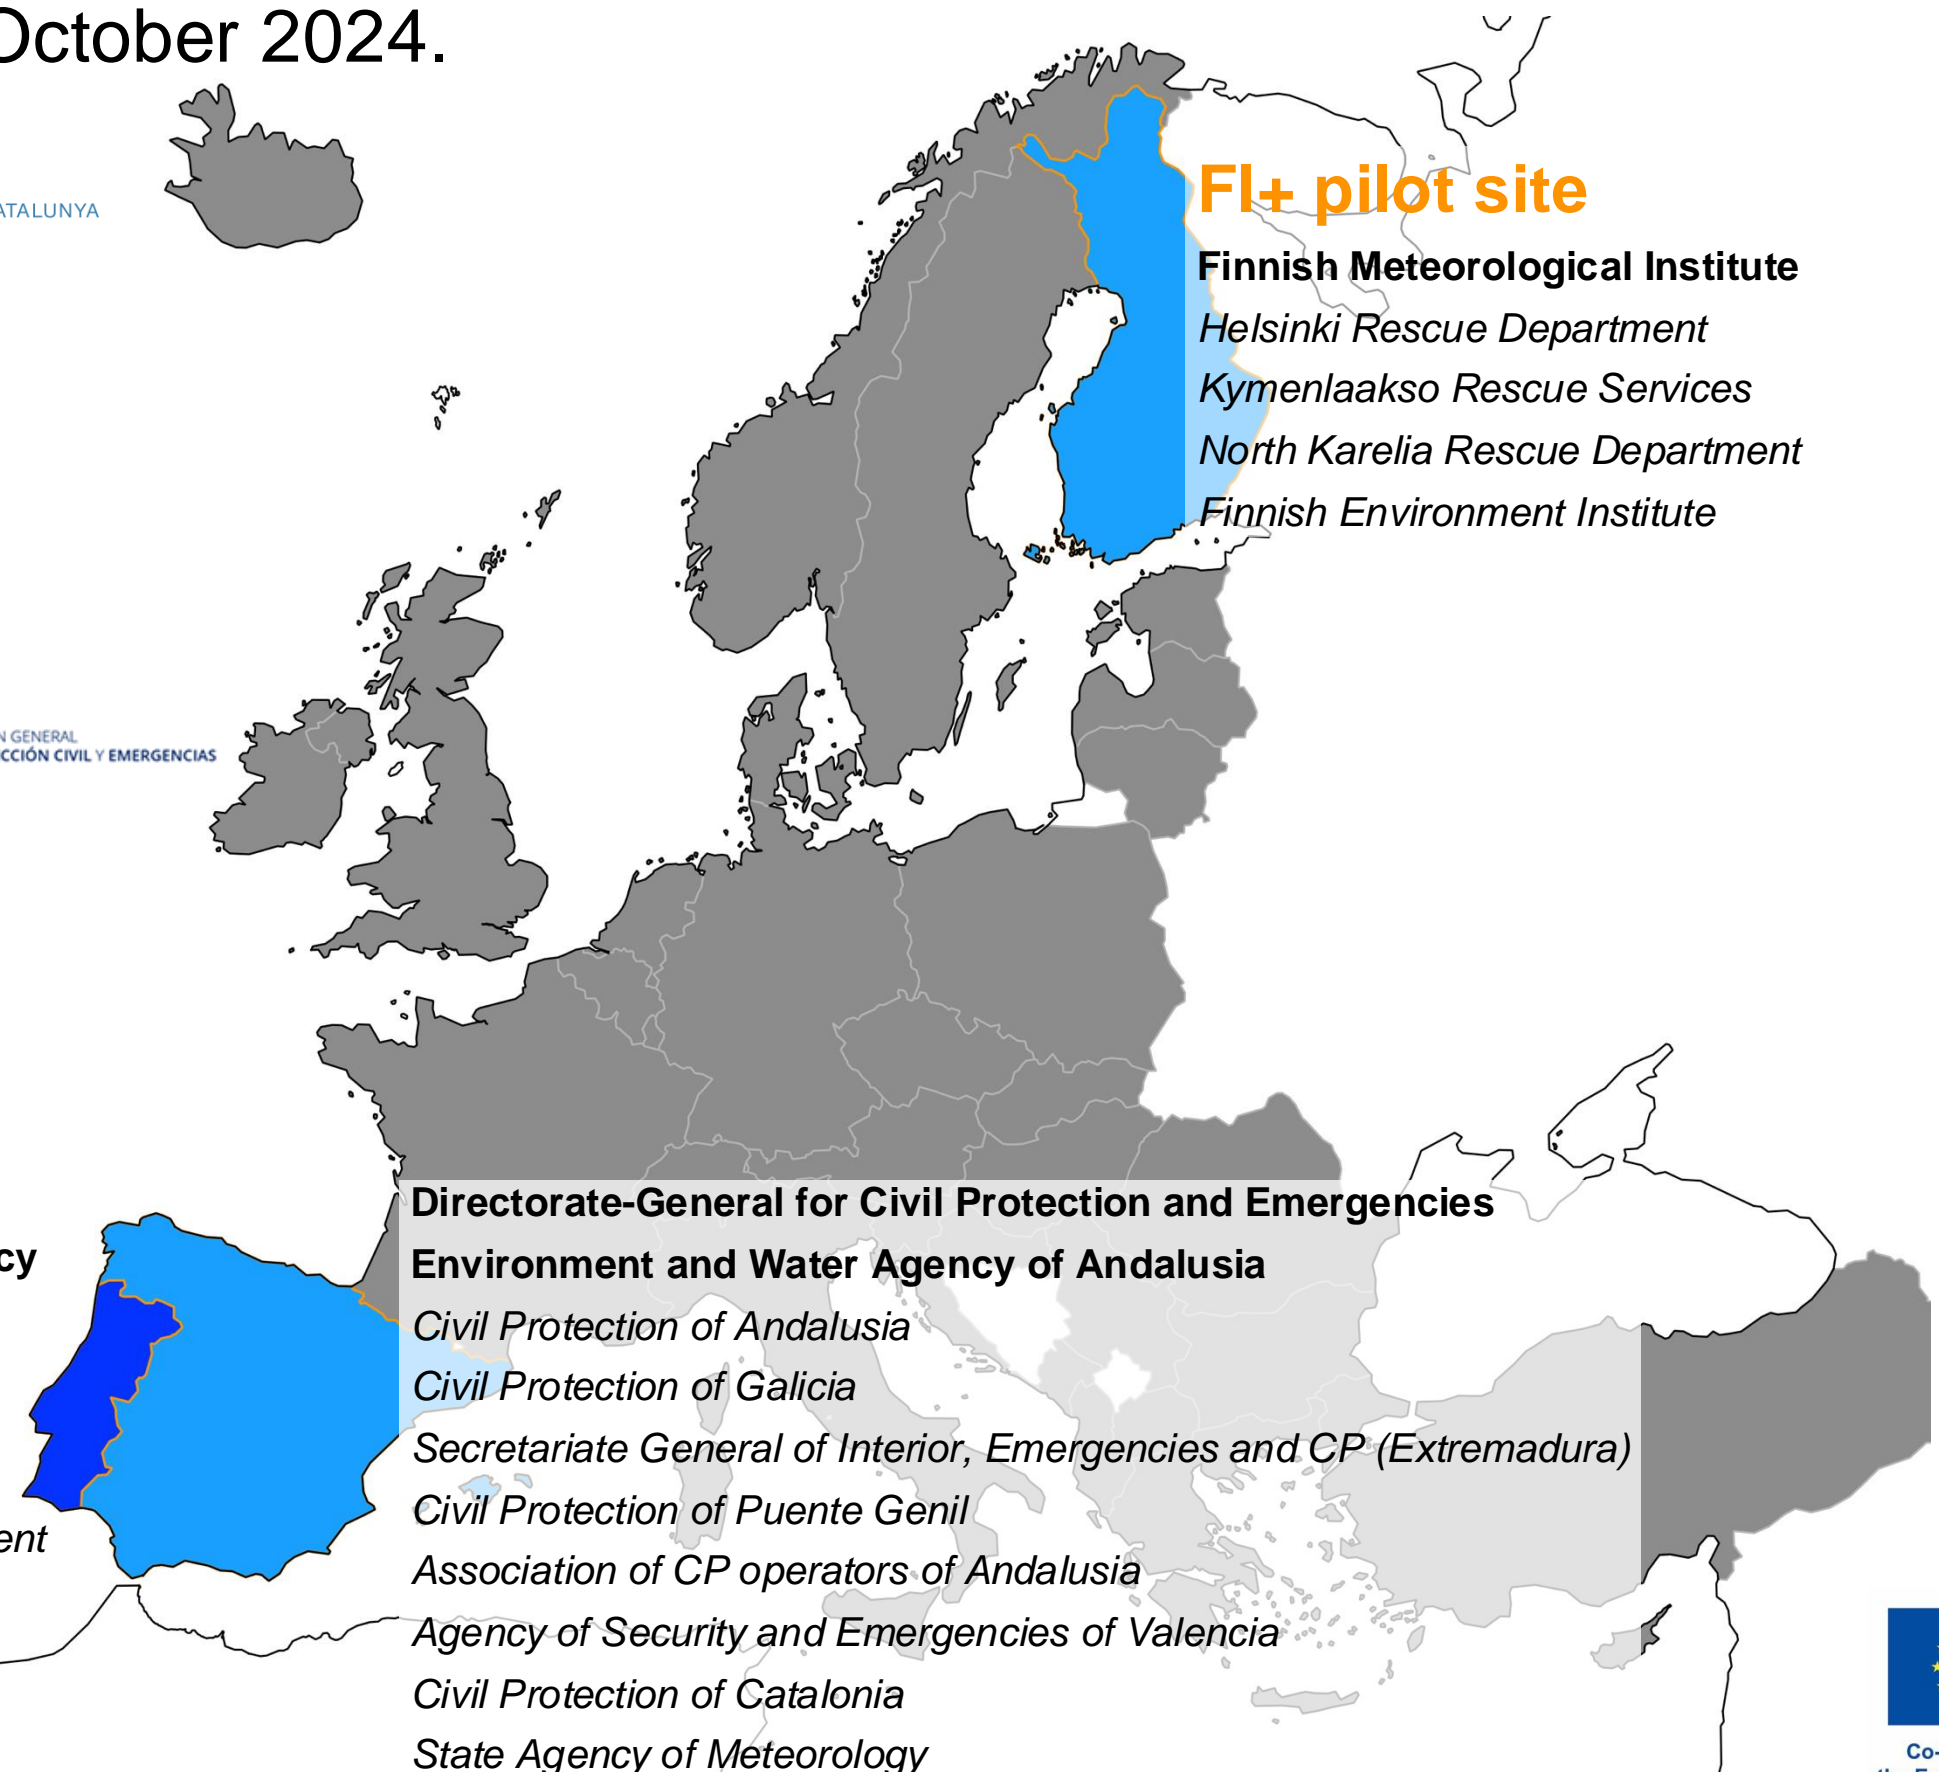 October 2024.
ATALUNYA
FI+ pilot site
Finnish Meteorological Institute
Helsinki Rescue Department
Kymenlaakso Rescue Services
North Karelia Rescue Department
Finnish Environment Institute
N GENERAL
CCIÓN CIVIL Y EMERGENCIAS
cy
ent
Directorate-General for Civil Protection and Emergencies
Environment and Water Agency of Andalusia
Civil Protection of Andalusia
Civil Protection of Galicia
Secretariate General of Interior, Emergencies and CP (Extremadura)
Civil Protection of Puente Genil
Association of CP operators of Andalusia
Agency of Security and Emergencies of Valencia
Civil Protection of Catalonia
State Agency of Meteorology
Co-